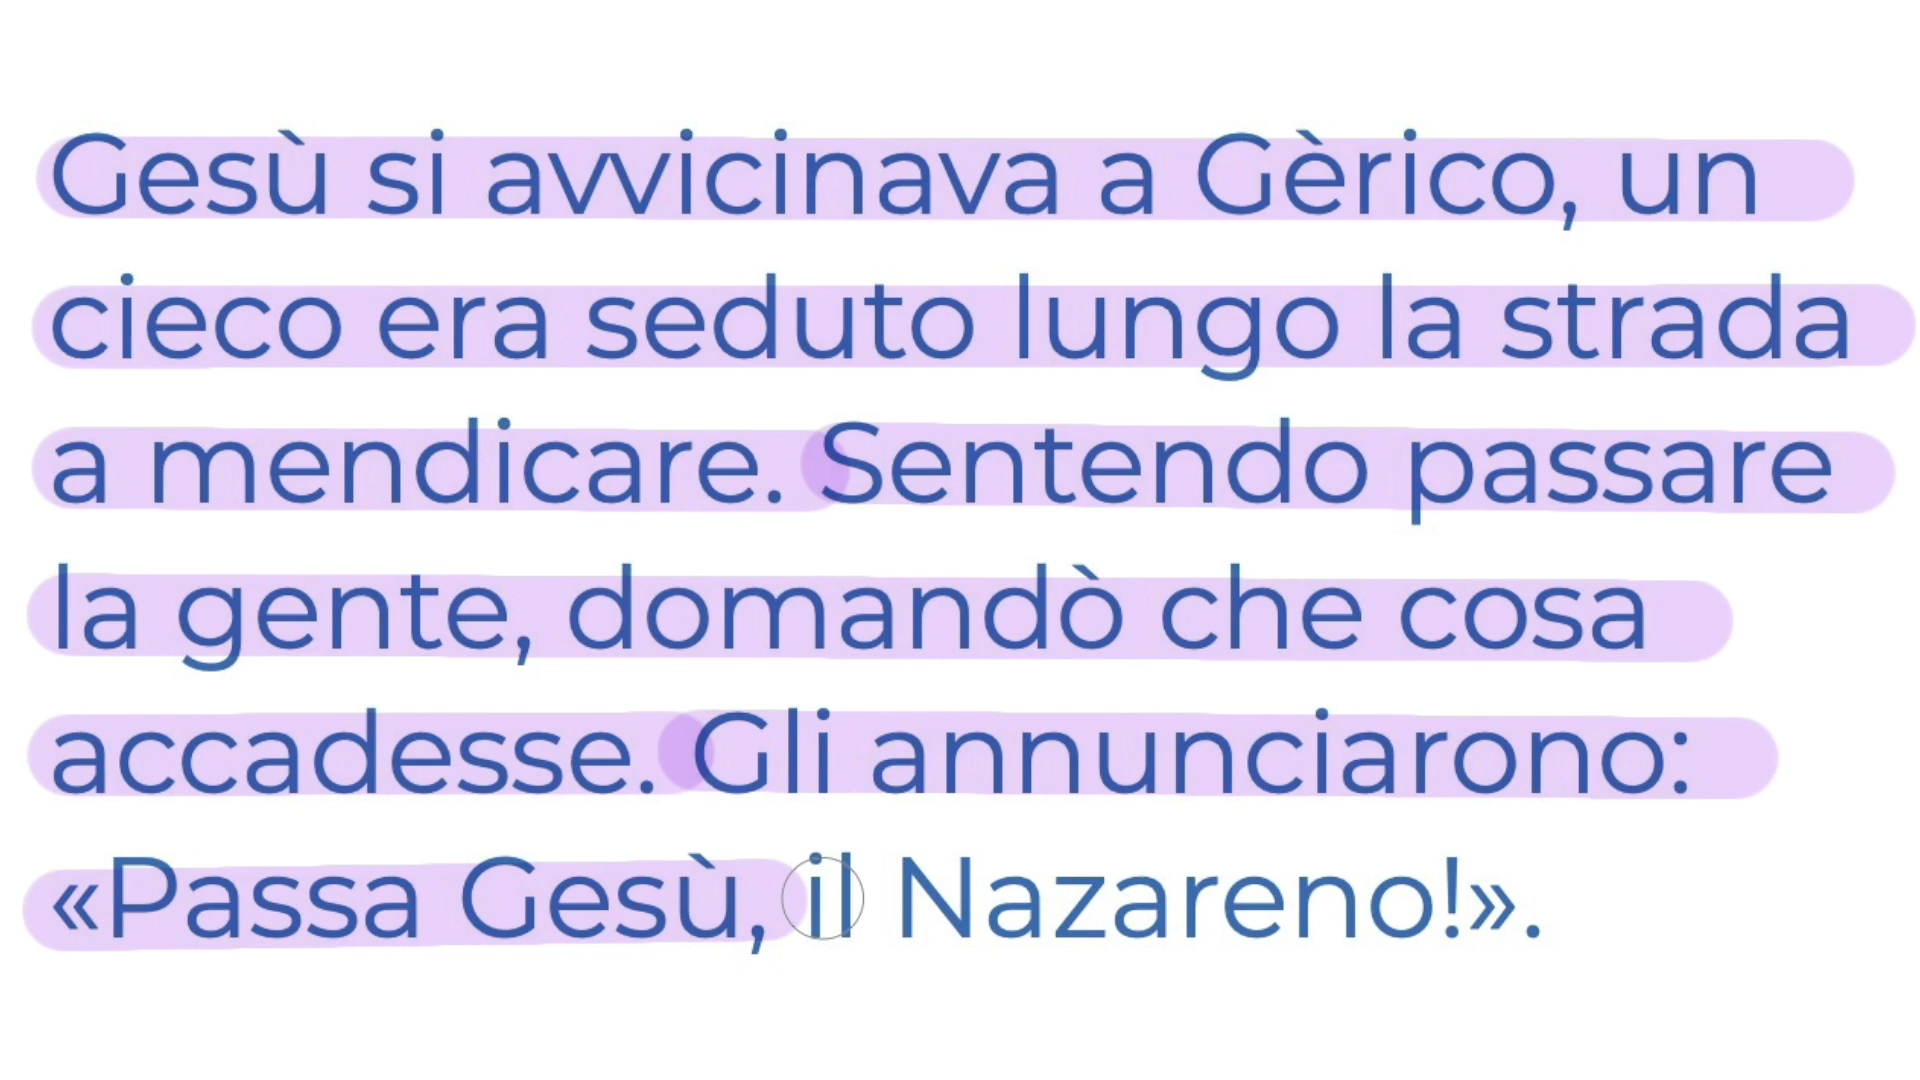 Gesù si avvicinava a Gèrico, un
cieco era seduto lungo la strada
a mendicare. Sentendo passare
la gente, domandò che cosa
accadesse. Gli annunciarono:
«Passa Gesù, il Nazareno!».